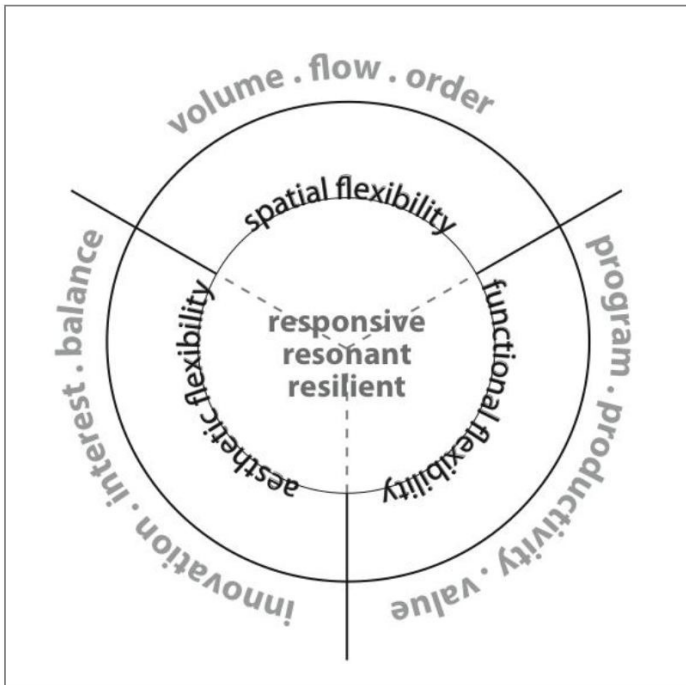 volume . flow . order
spatial flexibility
program . productivity . value
functional flexibility
innovation . interest . balance
aesthetic flexibility
responsive
resonant
resilient